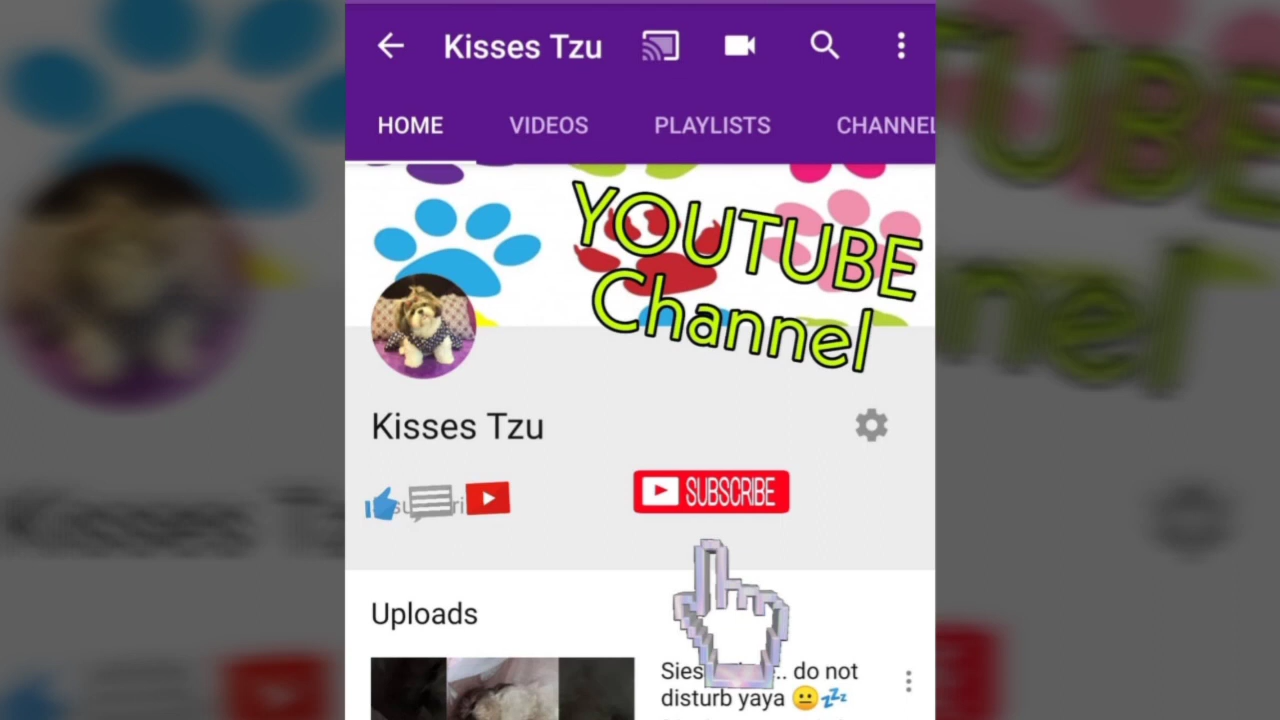 Kisses Tzu
HOME VIDEOS PLAYLISTS CHANNEL
YOUTUBE
Channel
Kisses Tzu
SUBSCRIBE
Uploads
do not
disturb yaya 😐💤